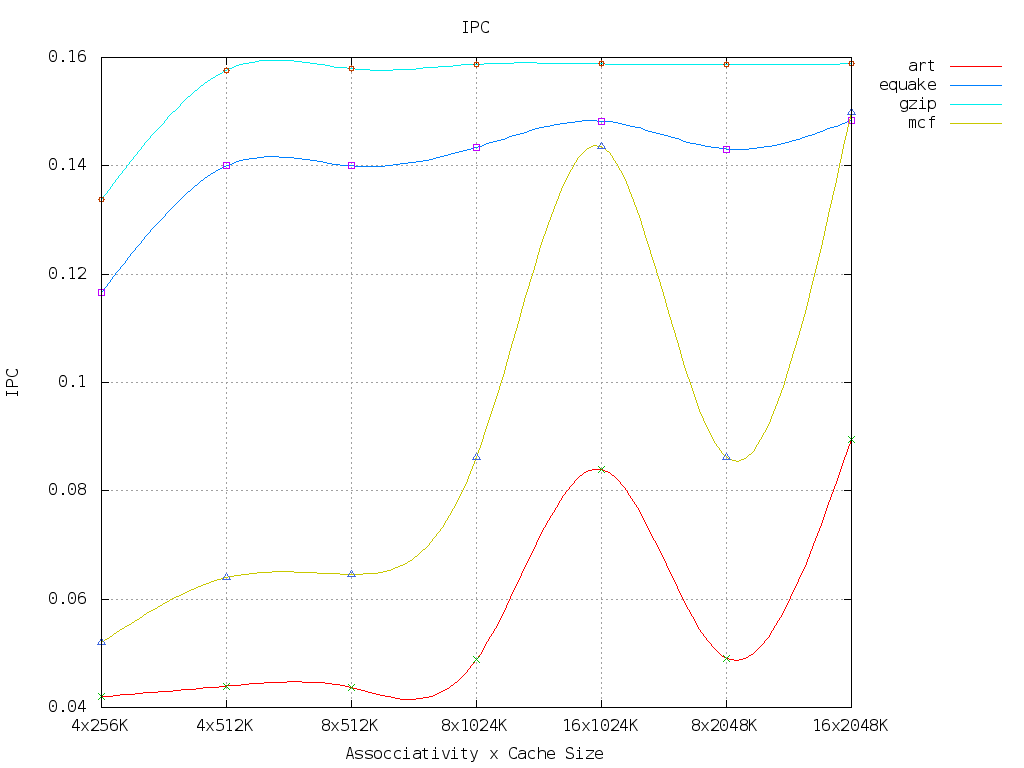 IPC
0.16
0.14
0.12
0.1
0.08
0.06
0.04
IPC
4x256K 4x512K 8x512K 8x1024K 16x1024K 8x2048K 16x2048K
Assocciativity x Cache Size
art
equake
gzip
mcf